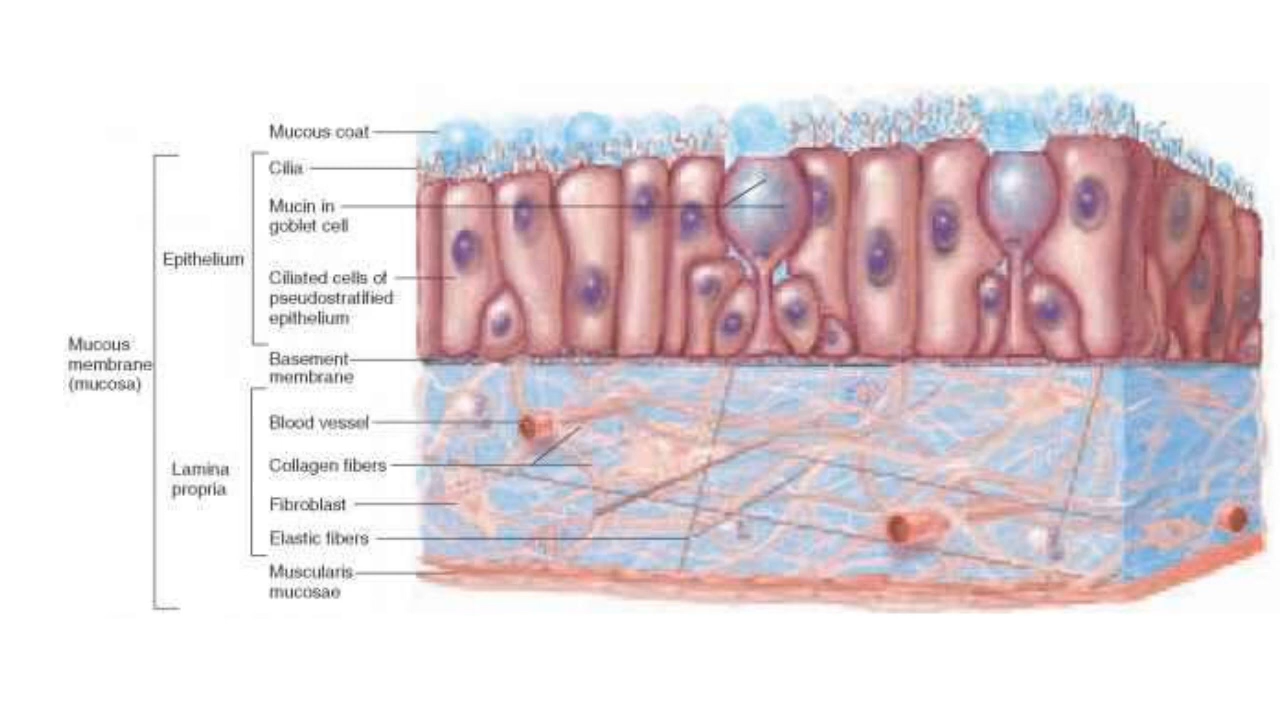 Mucous coat
Cilia
Mucin in
goblet cell
Epithelium
Ciliated cells of
pseudostratified
epithelium
Mucous
membrane
(mucosa)
Basement
membrane
Blood vessel
Lamina
propria
Collagen fibers
Fibroblast
Elastic fibers
Muscularis
mucosae